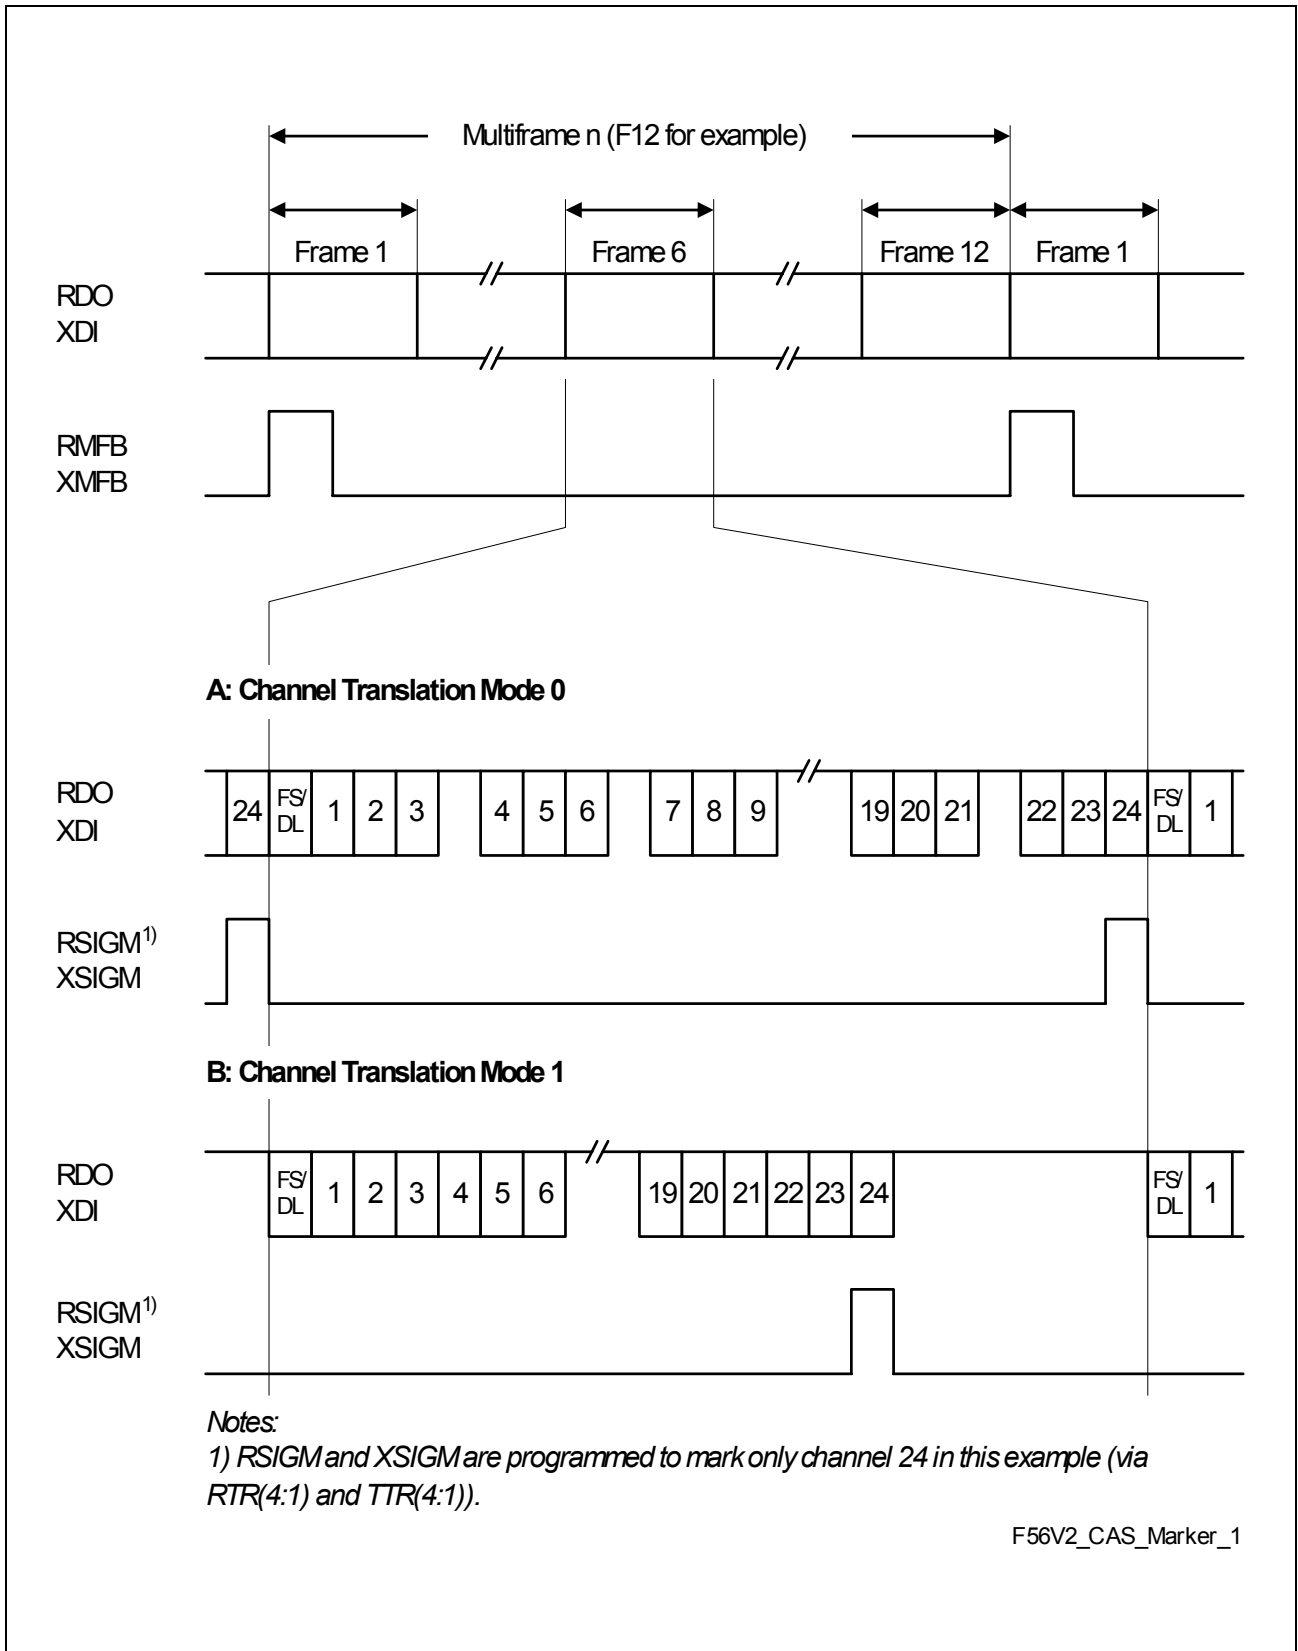 Multiframe n (F12 for example)
Frame 1 Frame 6 Frame 12 Frame 1
RDO
XDI
RMFB
XMFB
A: Channel Translation Mode 0
RDO
XDI
24 FS/DL 1 2 3 4 5 6 7 8 9 19 20 21 22 23 24 FS/DL 1
RSIGM1)
XSIGM
B: Channel Translation Mode 1
RDO
XDI
FS/DL 1 2 3 4 5 6 19 20 21 22 23 24 FS/DL 1
RSIGM1)
XSIGM
Notes:
1) RSIGM and XSIGM are programmed to mark only channel 24 in this example (via
RTR(4:1) and TTR(4:1)).
F56V2_CAS_Marker_1